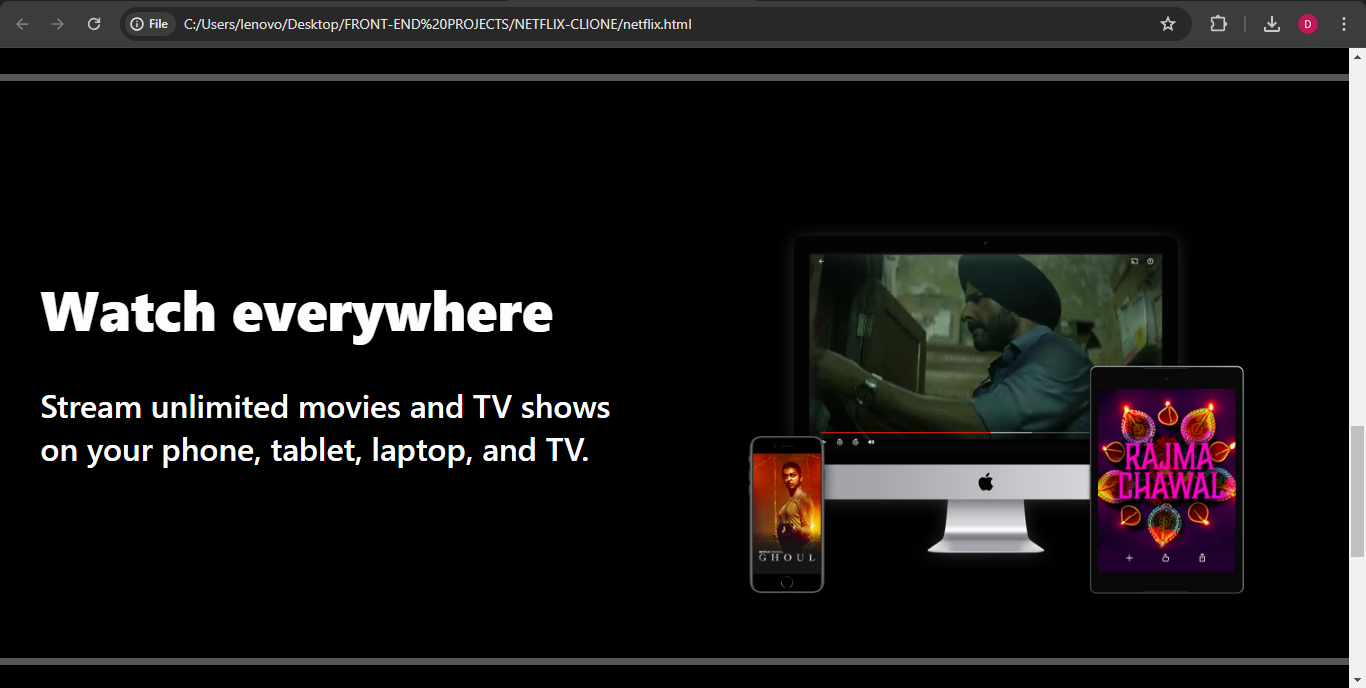 File
C:/Users/lenovo/Desktop/FRONT-END%20PROJECTS/NETFLIX-CLIONE/netflix.html
D
Watch everywhere
Stream unlimited movies and TV shows
on your phone, tablet, laptop, and TV.
RAJMA
CHAWAL
GHOUL